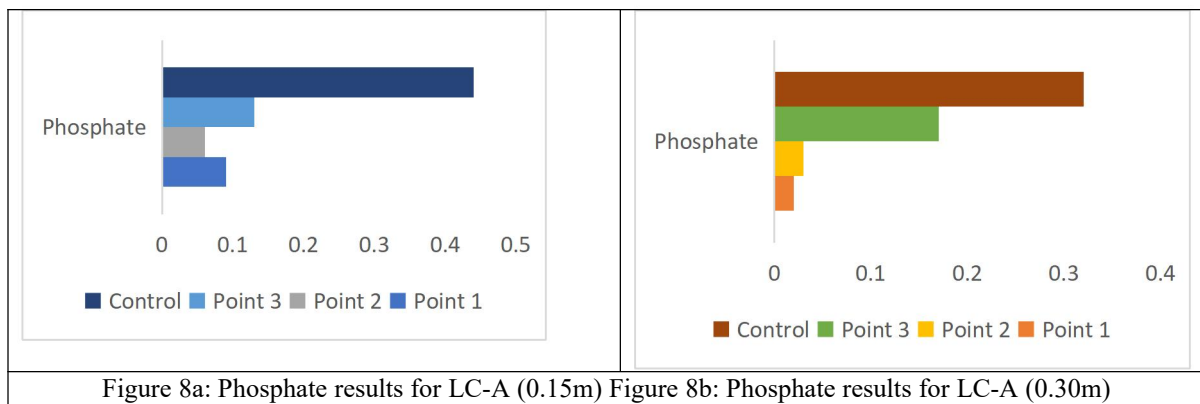 Phosphate
0 0.1 0.2 0.3 0.4 0.5
Control Point 3 Point 2 Point 1
Phosphate
0 0.1 0.2 0.3 0.4
Control Point 3 Point 2 Point 1
Figure 8a: Phosphate results for LC-A (0.15m) Figure 8b: Phosphate results for LC-A (0.30m)